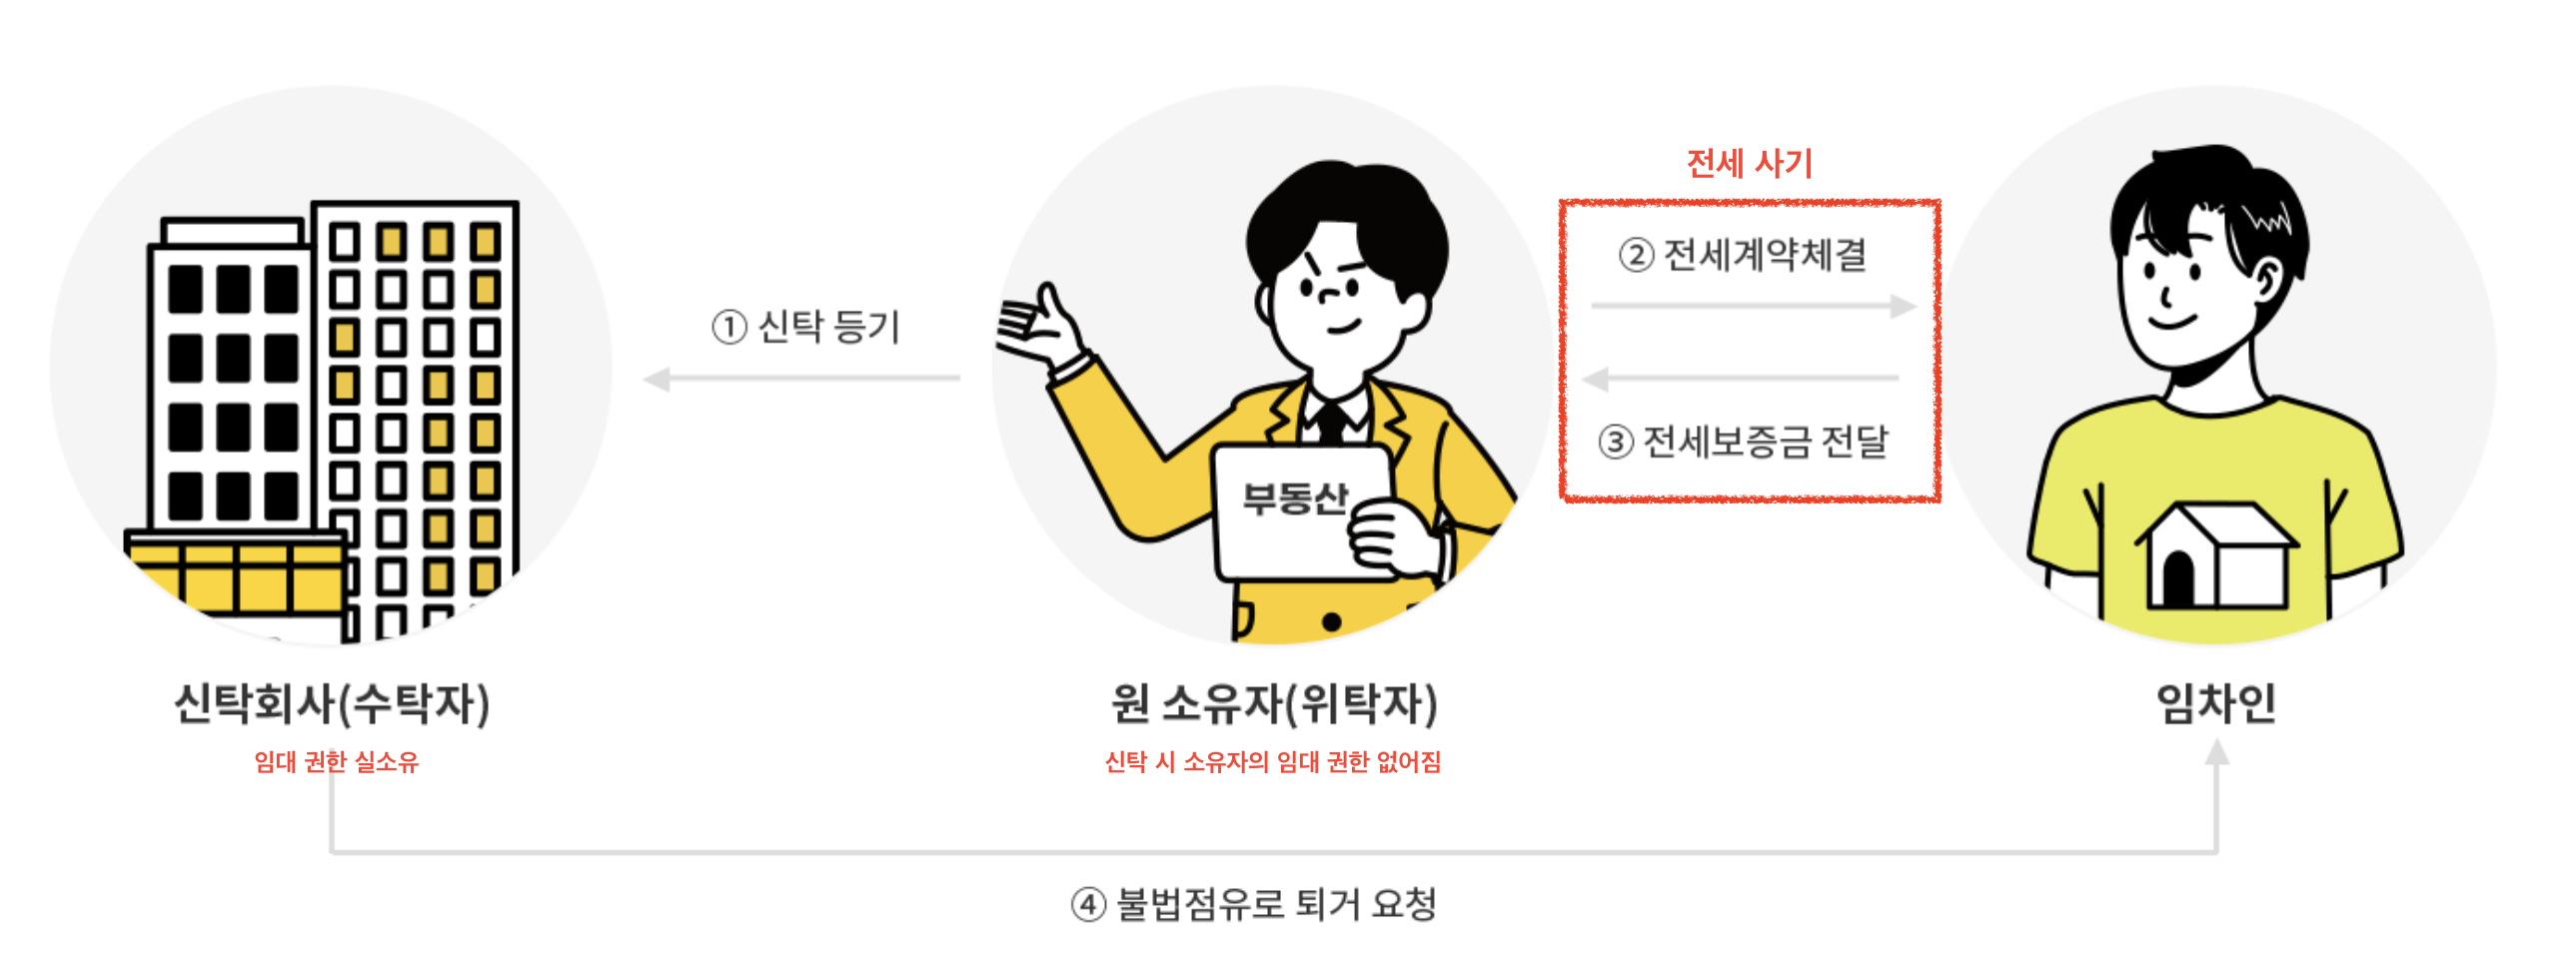 전세 사기
② 전세계약체결
① 신탁 등기
③ 전세보증금 전달
부동산
신탁회사(수탁자)
원 소유자(위탁자)
임차인
임대 권한 실소유
신탁 시 소유자의 임대 권한 없어짐
④ 불법점유로 퇴거 요청